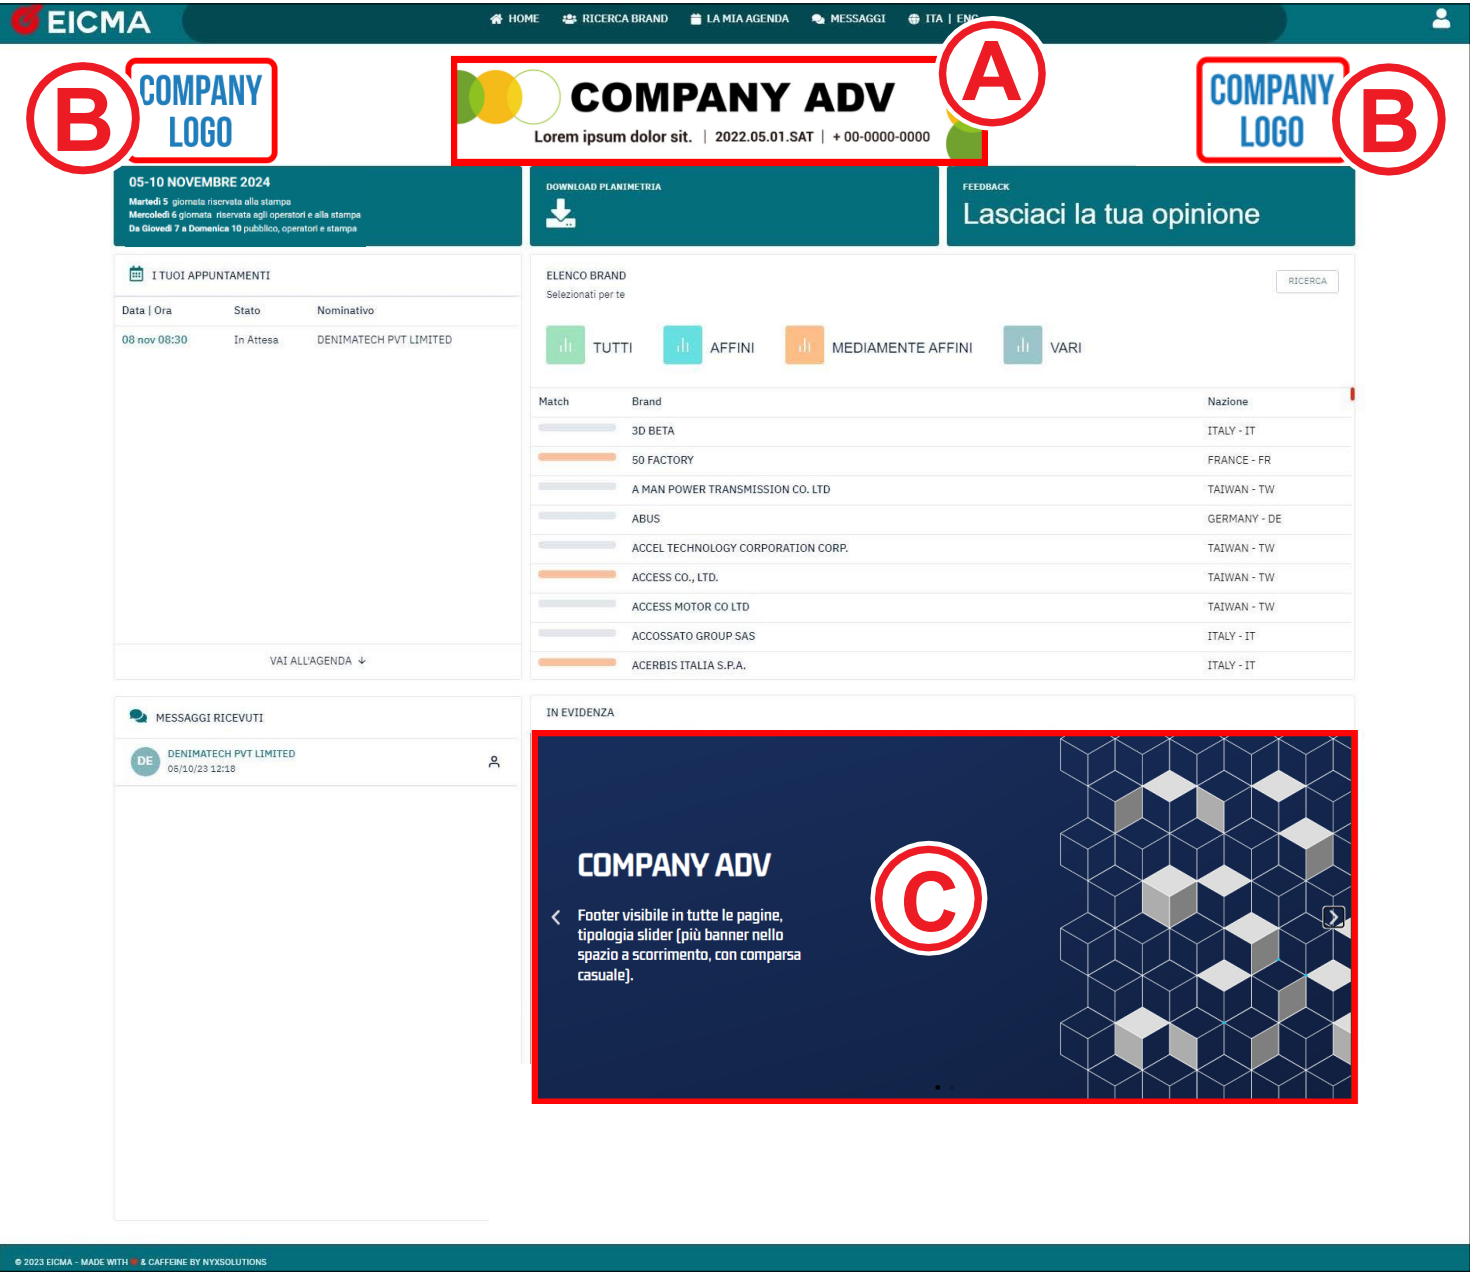 EICMA
HOME RICERCA BRAND LA MIA AGENDA MESSAGGI ITA | ENG
B
COMPANY
LOGO
COMPANY ADV
Lorem ipsum dolor sit. | 2022.05.01.SAT | + 00-0000-0000
A
COMPANY
LOGO
B
05-10 NOVEMBRE 2024
Martedì 5 giornata riservata alla stampa
Mercoledì 6 giornata riservata agli operatori e alla stampa
Da Giovedì 7 a Domenica 10 pubblico, operatori e stampa
DOWNLOAD PLANIMETRIA
FEEDBACK
Lasciaci la tua opinione
I TUOI APPUNTAMENTI
Data | Ora Stato Nominativo
08 nov 08:30 In Attesa DENIMATECH PVT LIMITED
VAI ALL'AGENDA ↓
ELENCO BRAND
Selezionati per te
RICERCA
TUTTI AFFINI MEDIAMENTE AFFINI VARI
Match Brand Nazione
3D BETA ITALY - IT
50 FACTORY FRANCE - FR
A MAN POWER TRANSMISSION CO. LTD TAIWAN - TW
ABUS GERMANY - DE
ACCEL TECHNOLOGY CORPORATION CORP. TAIWAN - TW
ACCESS CO., LTD. TAIWAN - TW
ACCESS MOTOR CO LTD TAIWAN - TW
ACCOSSATO GROUP SAS ITALY - IT
ACERBIS ITALIA S.P.A. ITALY - IT
MESSAGGI RICEVUTI
DE
DENIMATECH PVT LIMITED
06/10/23 12:18
IN EVIDENZA
COMPANY ADV
Footer visibile in tutte le pagine,
tipologia slider (più banner nello
spazio a scorrimento, con comparsa
casuale).
C
© 2023 EICMA - MADE WITH ❤ & CAFFEINE BY NYXSOLUTIONS